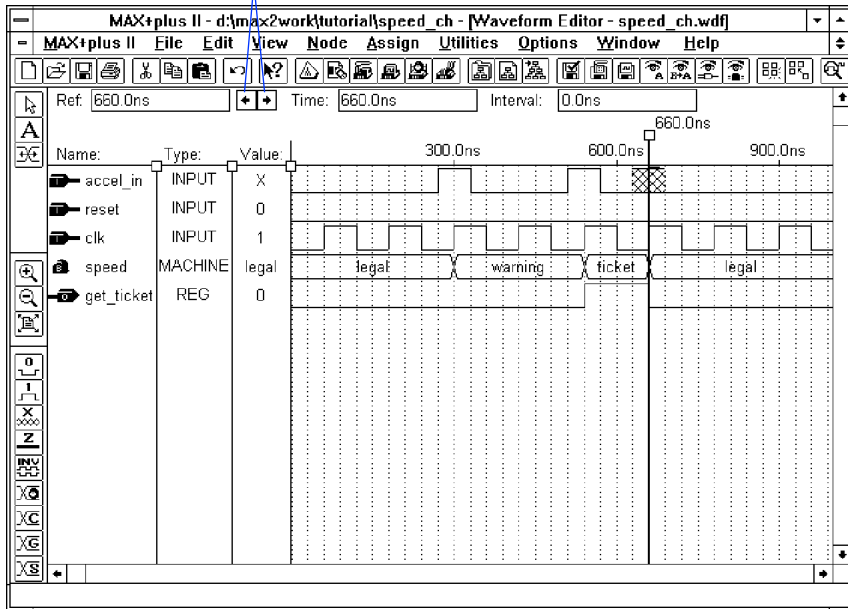 MAX+plus II - d:\max2work\tutorial\speed_ch - [Waveform Editor - speed_ch.wdf]
MAX+plus II File Edit View Node Assign Utilities Options Window Help
Ref: 660.0ns Time: 660.0ns Interval: 0.0ns
660.0ns
Name: Type: Value: 300.0ns 600.0ns 900.0ns
accel_in INPUT X
reset INPUT 0
clk INPUT 1
speed MACHINE legal legal warning ticket legal
get_ticket REG 0
A
0
1
X
Z
INV
C
G
S